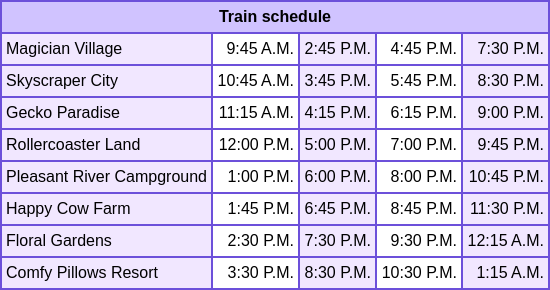 Train schedule
Magician Village 9:45 A.M. 2:45 P.M. 4:45 P.M. 7:30 P.M.
Skyscraper City 10:45 A.M. 3:45 P.M. 5:45 P.M. 8:30 P.M.
Gecko Paradise 11:15 A.M. 4:15 P.M. 6:15 P.M. 9:00 P.M.
Rollercoaster Land 12:00 P.M. 5:00 P.M. 7:00 P.M. 9:45 P.M.
Pleasant River Campground 1:00 P.M. 6:00 P.M. 8:00 P.M. 10:45 P.M.
Happy Cow Farm 1:45 P.M. 6:45 P.M. 8:45 P.M. 11:30 P.M.
Floral Gardens 2:30 P.M. 7:30 P.M. 9:30 P.M. 12:15 A.M.
Comfy Pillows Resort 3:30 P.M. 8:30 P.M. 10:30 P.M. 1:15 A.M.